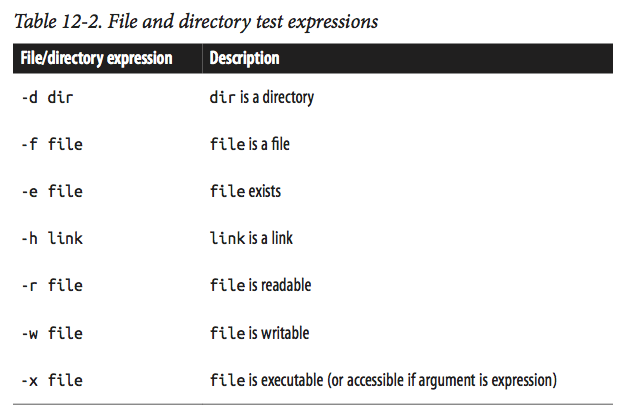 Table 12-2. File and directory test expressions
File/directory expression Description
-d dir dir is a directory
-f file file is a file
-e file file exists
-h link link is a link
-r file file is readable
-w file file is writable
-x file file is executable (or accessible if argument is expression)